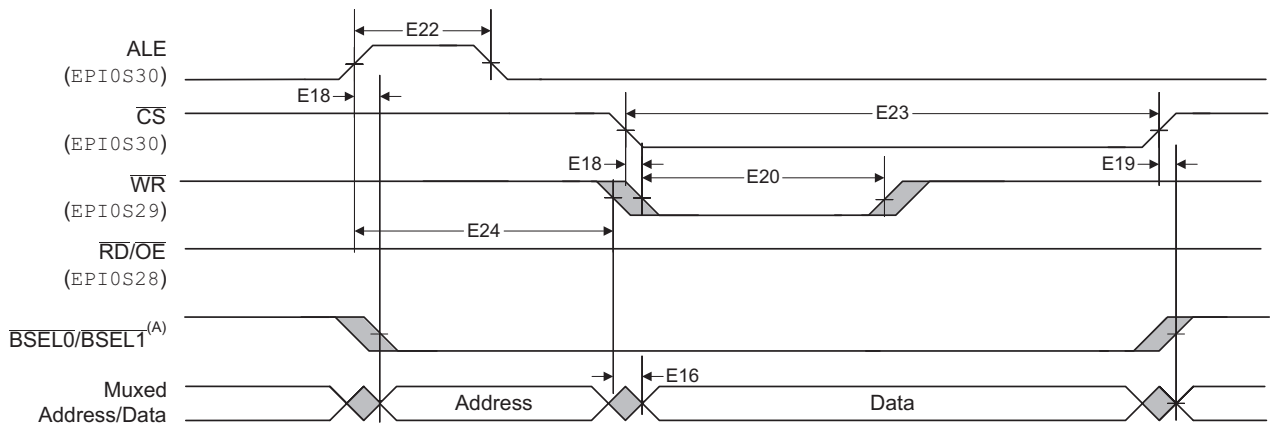 E22
ALE
(EPI0S30)
E18
CS
(EPI0S30)
E23
E18
E20
E19
WR
(EPI0S29)
E24
RD/OE
(EPI0S28)
BSEL0/BSEL1(A)
E16
Muxed
Address/Data
Address
Data